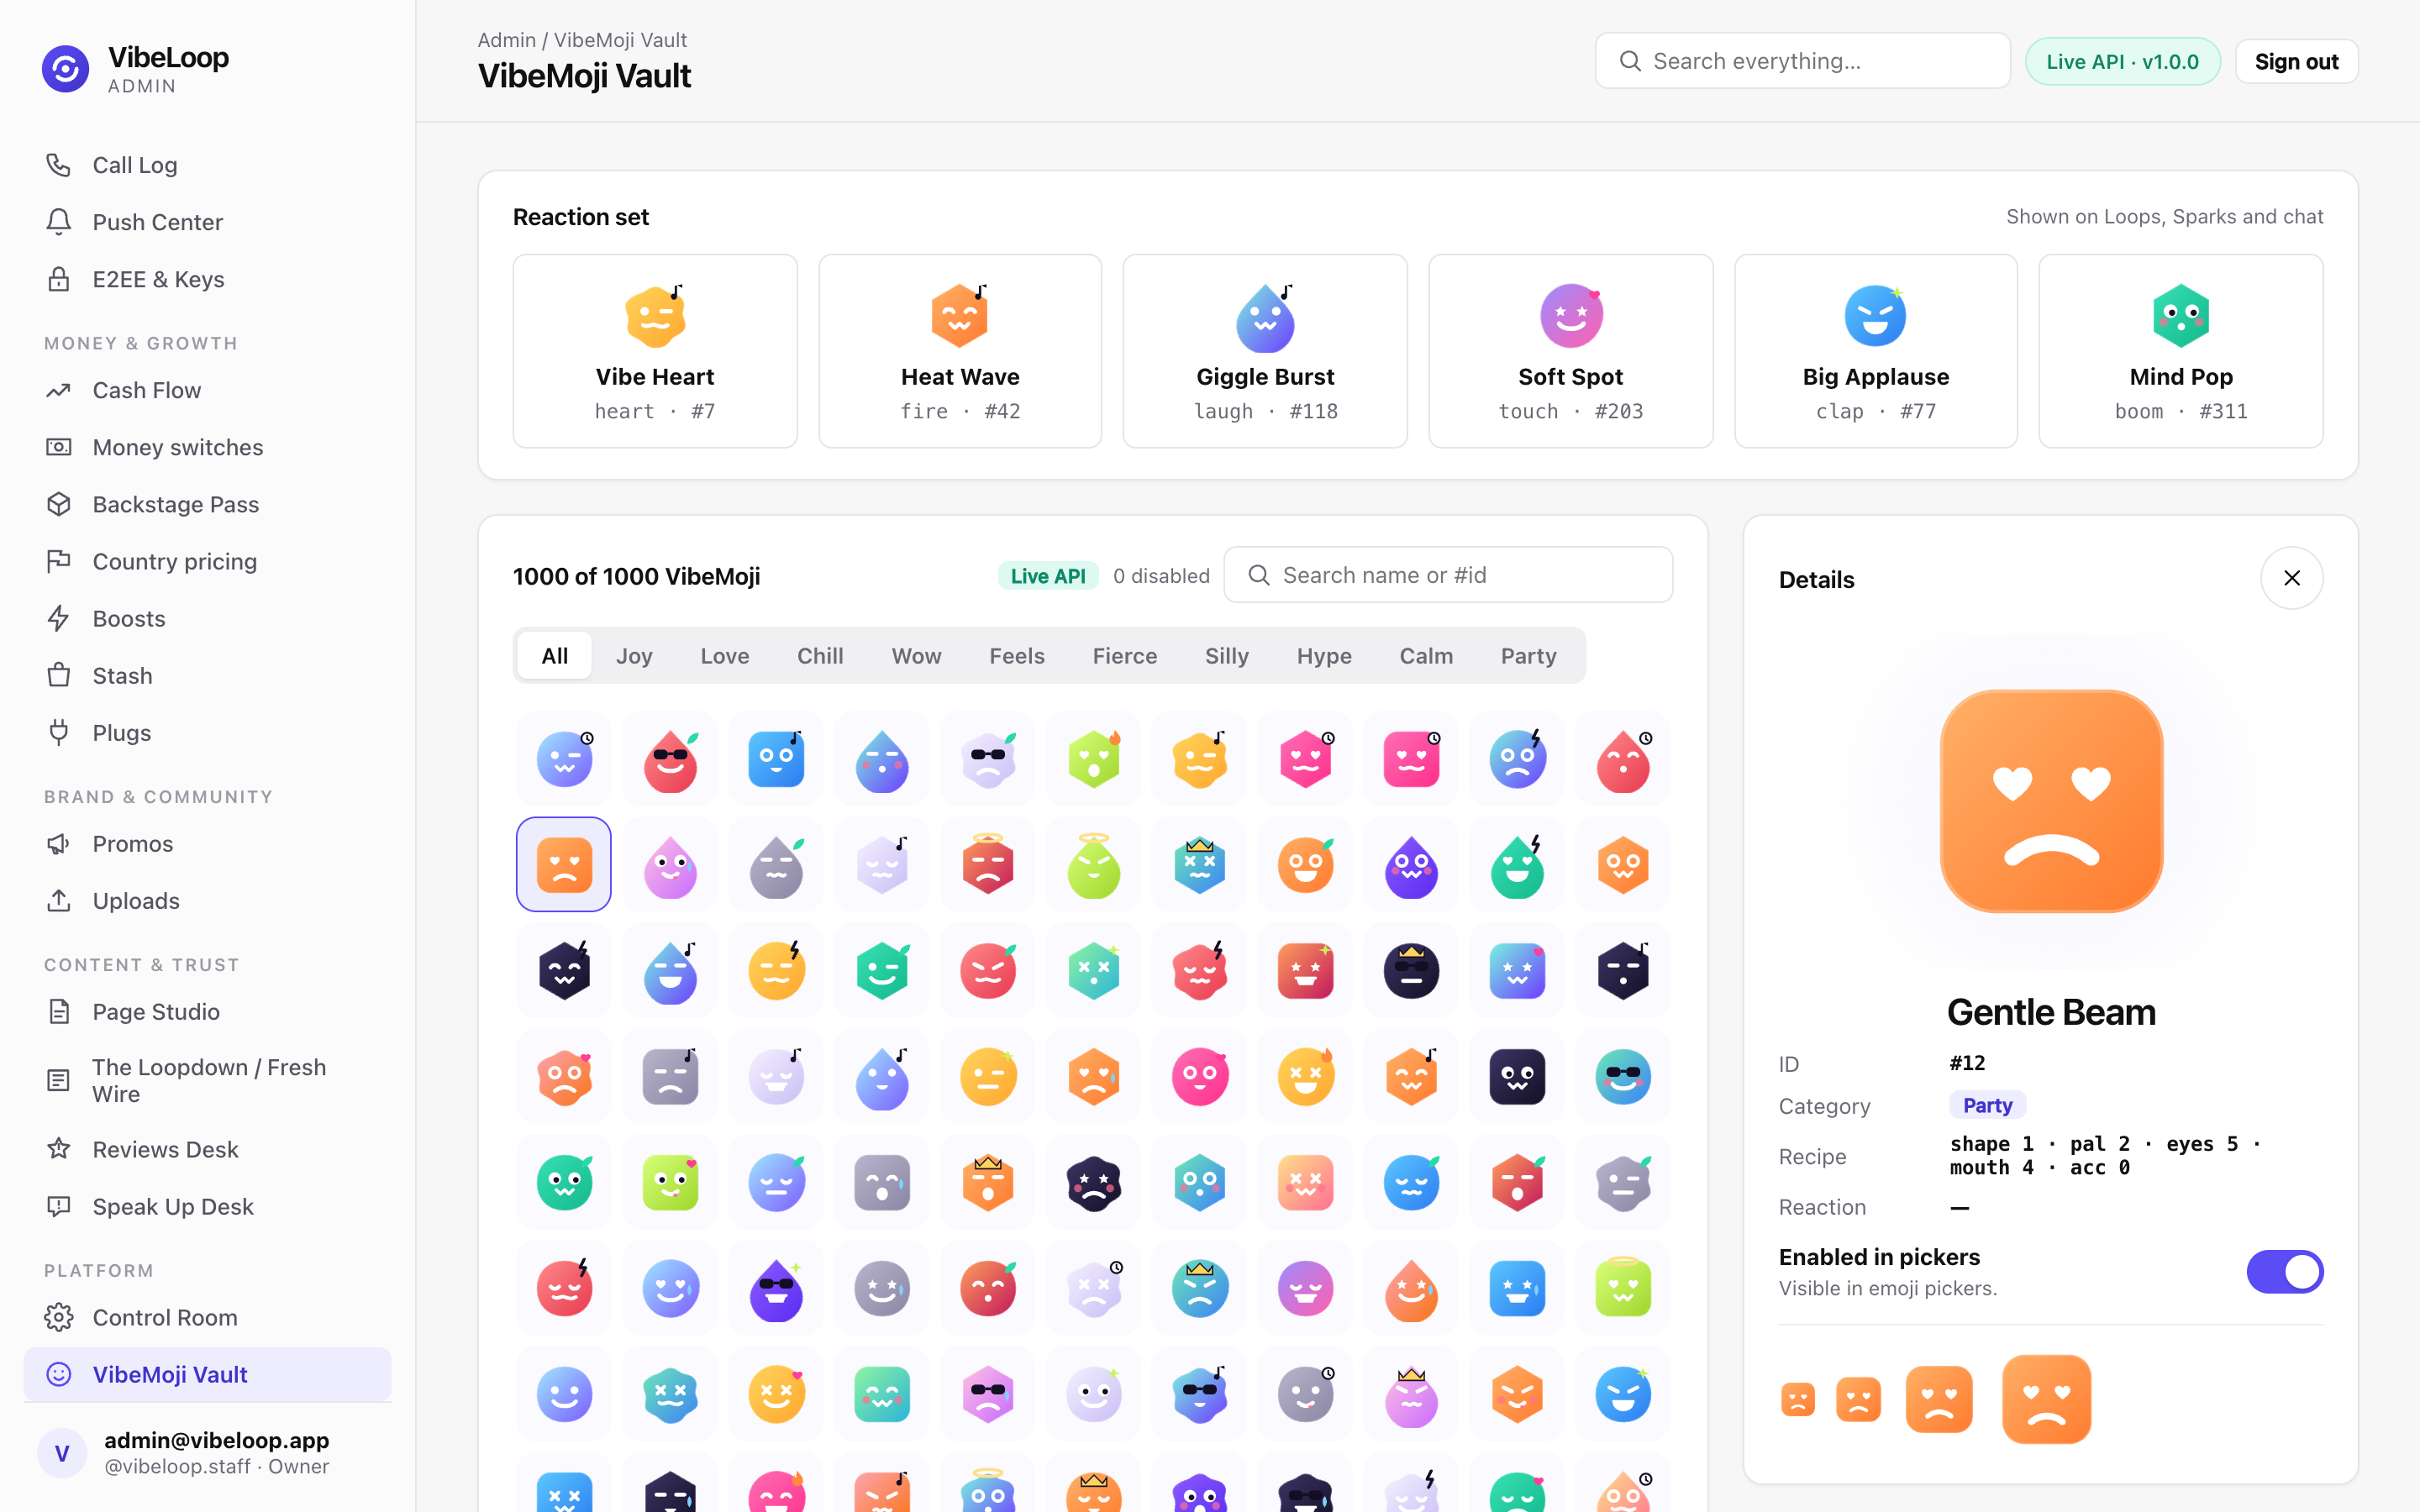 VibeLoop
ADMIN
Call Log
Push Center
E2EE & Keys
MONEY & GROWTH
Cash Flow
Money switches
Backstage Pass
Country pricing
Boosts
Stash
Plugs
BRAND & COMMUNITY
Promos
Uploads
CONTENT & TRUST
Page Studio
The Loopdown / Fresh
Wire
Reviews Desk
Speak Up Desk
PLATFORM
Control Room
VibeMoji Vault
V
admin@vibeloop.app
@vibeloop.staff · Owner
Admin / VibeMoji Vault
VibeMoji Vault
Search everything...
Live API · v1.0.0
Sign out
Reaction set
Shown on Loops, Sparks and chat
Vibe Heart
heart · #7
Heat Wave
fire · #42
Giggle Burst
laugh · #118
Soft Spot
touch · #203
Big Applause
clap · #77
Mind Pop
boom · #311
1000 of 1000 VibeMoji
Live API
0 disabled
Search name or #id
All
Joy
Love
Chill
Wow
Feels
Fierce
Silly
Hype
Calm
Party
Details
Gentle Beam
ID
#12
Category
Party
Recipe
shape 1 · pal 2 · eyes 5 ·
mouth 4 · acc 0
Reaction
—
Enabled in pickers
Visible in emoji pickers.